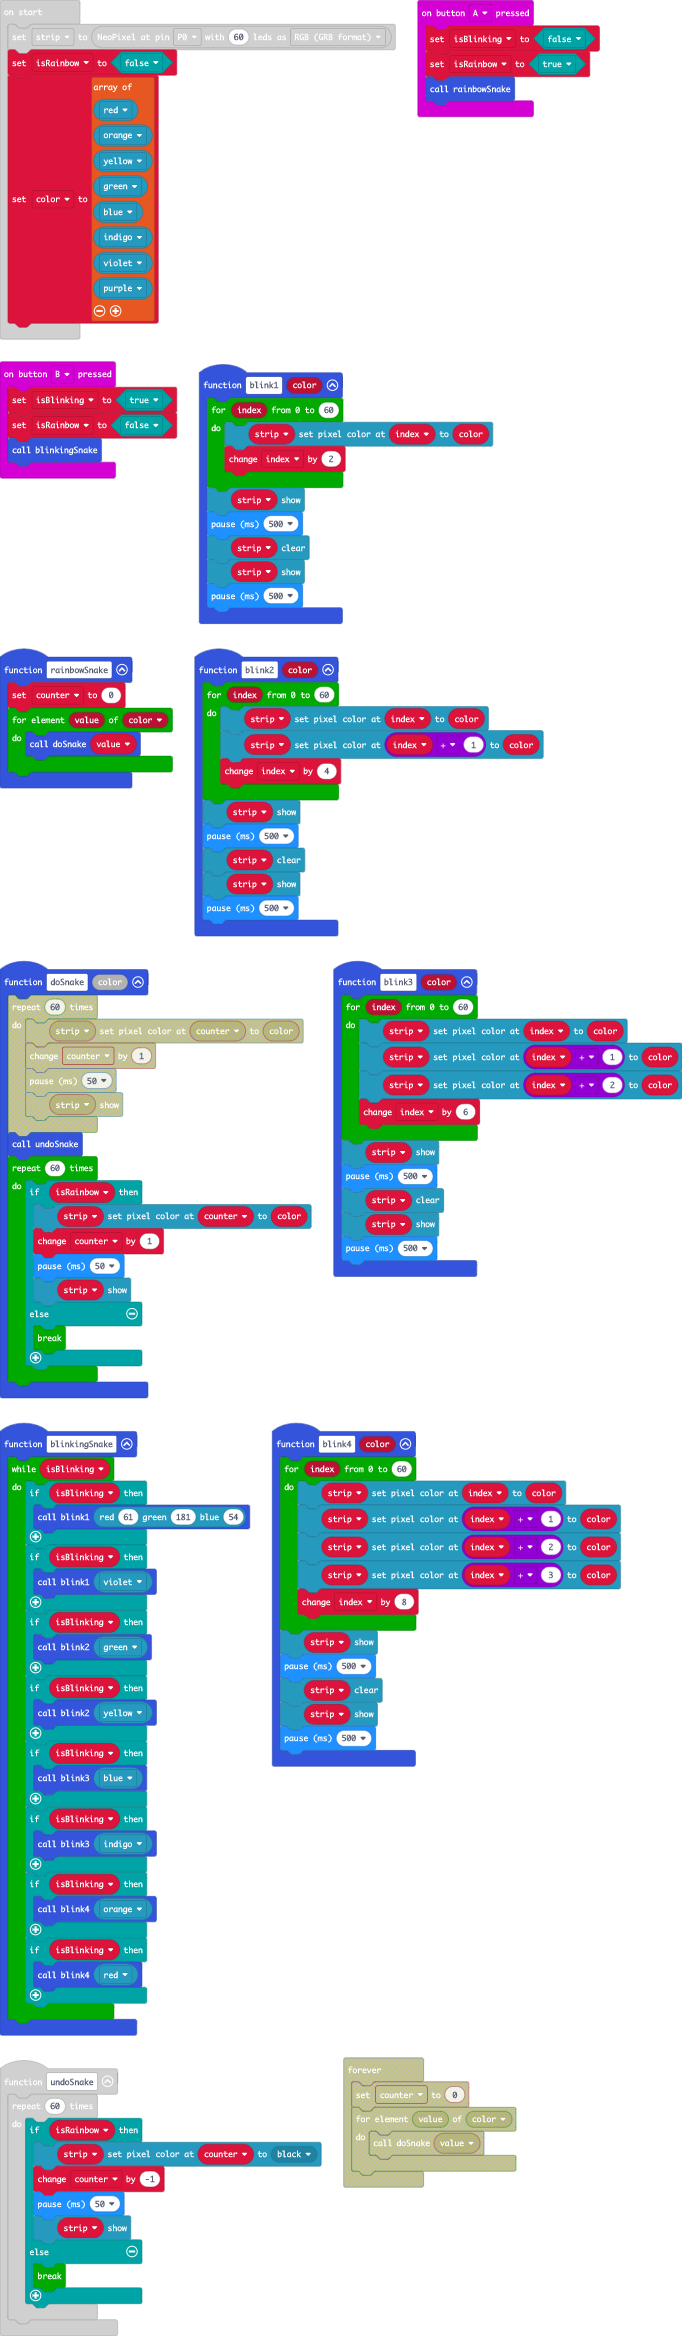 on start
set strip to NeoPixel at pin P0 with 60 leds as RGB (GRB format)
set isRainbow to false
set color to array of
red
orange
yellow
green
blue
indigo
violet
purple
on button A pressed
set isBlinking to false
set isRainbow to true
call rainbowSnake
on button B pressed
set isBlinking to true
set isRainbow to false
call blinkingSnake
function blink1 color
for index from 0 to 60
do
strip set pixel color at index to color
change index by 2
strip show
pause (ms) 500
strip clear
strip show
pause (ms) 500
function rainbowSnake
set counter to 0
for element value of color
do call doSnake value
function blink2 color
for index from 0 to 60
do
strip set pixel color at index to color
strip set pixel color at index + 1 to color
change index by 4
strip show
pause (ms) 500
strip clear
strip show
pause (ms) 500
function doSnake color
repeat 60 times
do
strip set pixel color at counter to color
change counter by 1
pause (ms) 50
strip show
call undoSnake
repeat 60 times
do if isRainbow then
strip set pixel color at counter to color
change counter by 1
pause (ms) 50
strip show
else
break
function blink3 color
for index from 0 to 60
do
strip set pixel color at index to color
strip set pixel color at index + 1 to color
strip set pixel color at index + 2 to color
change index by 6
strip show
pause (ms) 500
strip clear
strip show
pause (ms) 500
function blinkingSnake
while isBlinking
do if isBlinking then
call blink1 red 61 green 181 blue 54
if isBlinking then
call blink1 violet
if isBlinking then
call blink2 green
if isBlinking then
call blink2 yellow
if isBlinking then
call blink3 blue
if isBlinking then
call blink3 indigo
if isBlinking then
call blink4 orange
if isBlinking then
call blink4 red
function blink4 color
for index from 0 to 60
do
strip set pixel color at index to color
strip set pixel color at index + 1 to color
strip set pixel color at index + 2 to color
strip set pixel color at index + 3 to color
change index by 8
strip show
pause (ms) 500
strip clear
strip show
pause (ms) 500
function undoSnake
repeat 60 times
do if isRainbow then
strip set pixel color at counter to black
change counter by -1
pause (ms) 50
strip show
else
break
forever
set counter to 0
for element value of color
do call doSnake value